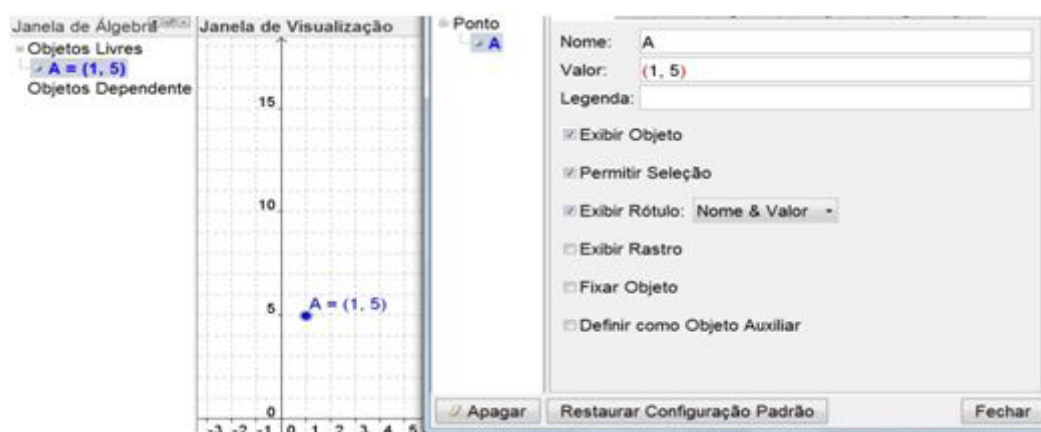 Janela de Álgebra
Objetos Livres
A = (1, 5)
Objetos Dependente
Janela de Visualização
15
10
5
A = (1, 5)
0
-3 -2 -1 0 1 2 3 4 5
Ponto
A
Nome: A
Valor: (1, 5)
Legenda:
Exibir Objeto
Permitir Seleção
Exibir Rótulo: Nome & Valor
Exibir Rastro
Fixar Objeto
Definir como Objeto Auxiliar
Apagar
Restaurar Configuração Padrão
Fechar